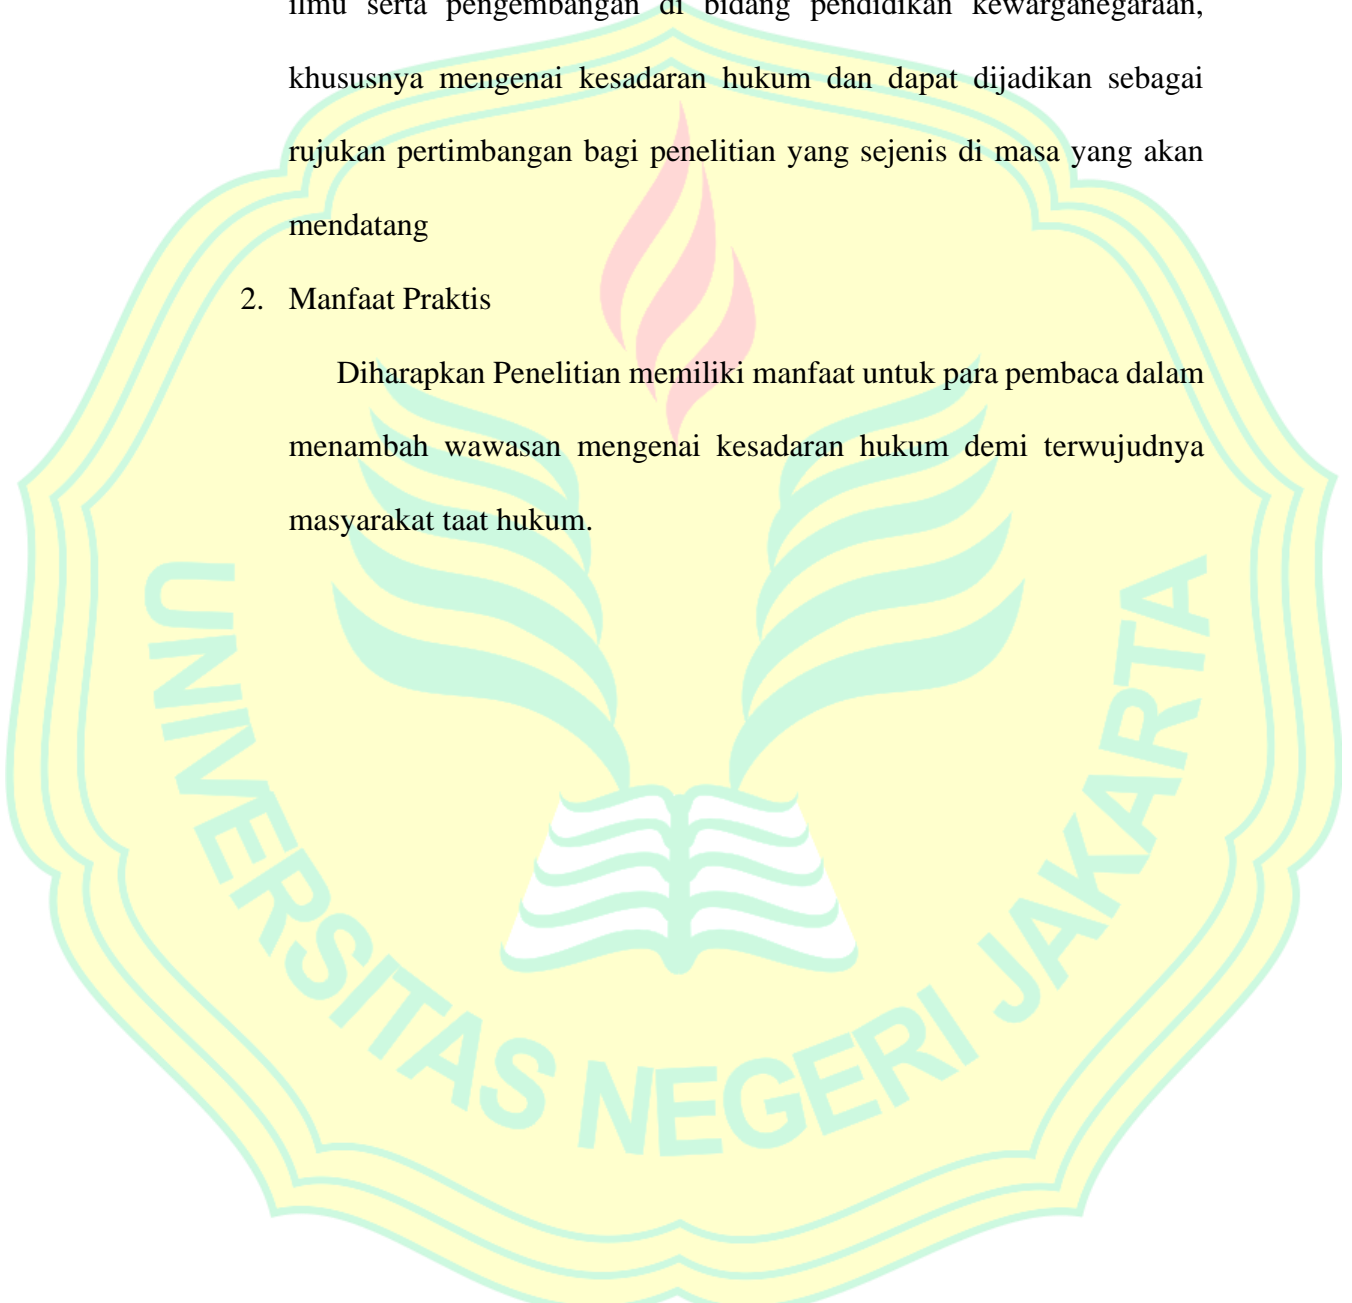 ilmu serta pengembangan di bidang pendidikan kewarganegaraan,
khususnya mengenai kesadaran hukum dan dapat dijadikan sebagai
rujukan pertimbangan bagi penelitian yang sejenis di masa yang akan
mendatang
2. Manfaat Praktis
Diharapkan Penelitian memiliki manfaat untuk para pembaca dalam
menambah wawasan mengenai kesadaran hukum demi terwujudnya
masyarakat taat hukum.
UNIVERSITAS NEGERI JAKARTA